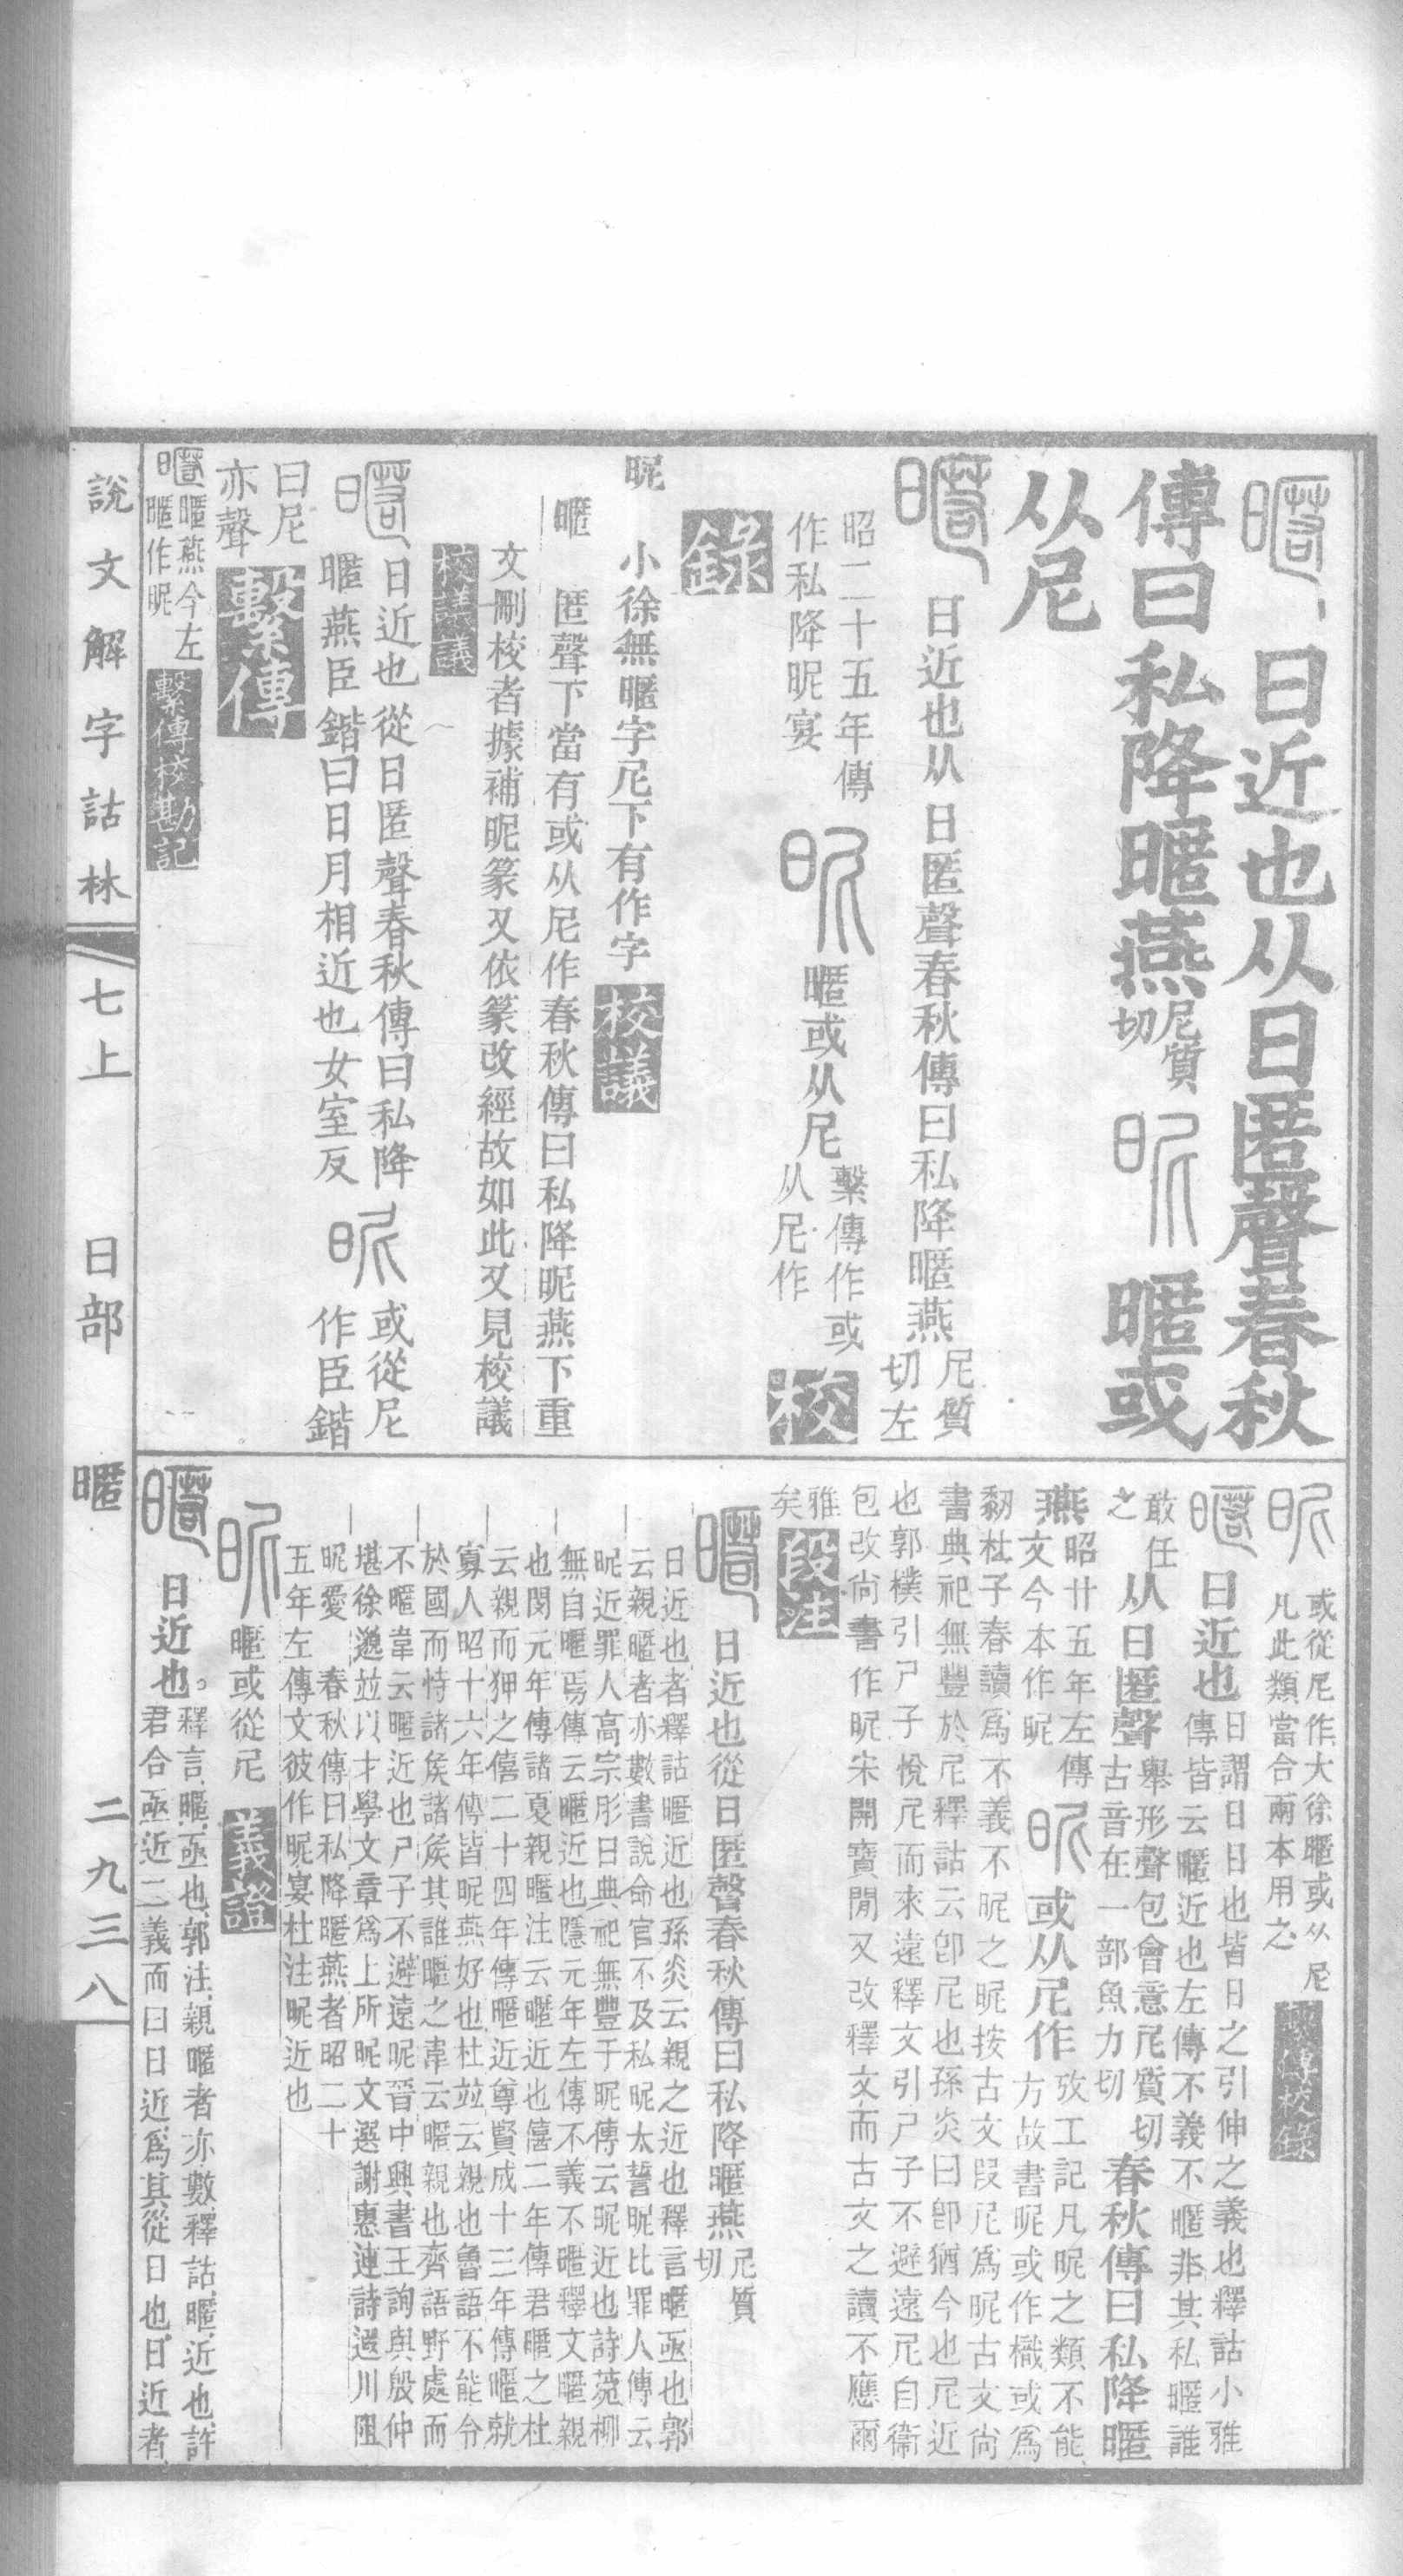 暱 日近也从日匿聲春秋
傳曰私降暱燕 尼質切 昵 暱或
从尼
暱 日近也从日匿聲春秋傳曰私降暱燕 尼質切左
昭二十五年傳作私降昵宴 昵 暱或从尼 繫傳作或从尼作 校
錄
昵 小徐無暱字尼下有作字 校議
暱 匿聲下當有或从尼作春秋傳曰私降昵燕下重
文刪校者據補昵篆又依篆改經故如此又見校議
校議議
暱 日近也從日匿聲春秋傳曰私降
暱燕臣鍇曰日月相近也女室反 昵 或從尼
作臣鍇
曰尼
亦聲 繫傳
暱 暱燕今左
暱作昵 繫傳校勘記
昵 或從尼作大徐暱或从尼
凡此類當合兩本用之 繫傳校錄
暱 日近也 日謂日日也皆日之引伸之義也釋詁小雅
傳皆云暱近也左傳不義不暱非其私暱誰
敢任之 从日匿聲 舉形聲包會意尼質切
古音在一部魚力切 春秋傳曰私降暱
燕 昭廿五年左傳
文今本作昵 昵 或从尼作 攷工記凡昵之類不能
方故書昵或作樴或爲
䵑杜子春讀爲不義不昵之昵按古文叚尼爲昵古文尙
書典祀無豐於尼釋詁云卽尼也孫炎曰卽猶今也尼近
也郭樸引尸子悅尼而來遠釋文引尸子不避遠尼自衞
包改尙書作昵宋開寶閒又改釋文而古文之讀不應爾
雅矣 段注
暱 日近也從日匿聲春秋傳曰私降暱燕 尼質切
日近也者釋詁暱近也孫炎云親之近也釋言暱亟也郭
云親暱者亦數書說命官不及私昵太誓昵比罪人傳云
昵近罪人高宗肜日典祀無豐于昵傳云昵近也詩菀柳
無自暱焉傳云暱近也隱元年左傳不義不暱釋文暱親
也閔元年傳諸夏親暱注云暱近也僖二年傳君暱之杜
云親而狎之僖二十四年傳暱近尊賢成十三年傳暱就
寡人昭十六年傳皆昵燕好也杜竝云親也魯語不能令
於國而恃諸矦諸矦其誰暱之韋云暱親也齊語野處而
不暱韋云暱近也尸子不避遠昵晉中興書王詢與殷仲
堪徐邈竝以才學文章爲上所昵文選謝惠連詩遝川阻
昵愛 春秋傳曰私降暱燕者昭二十
五年左傳文彼作昵宴杜注昵近也
昵 暱或從尼 義證
暱 日近也。釋言暱亟也郭注親暱者亦數釋詁暱近也許
君合亟近二義而曰日近爲其從日也日近者
說文解字詁林 七上 日部 暱 二九三八